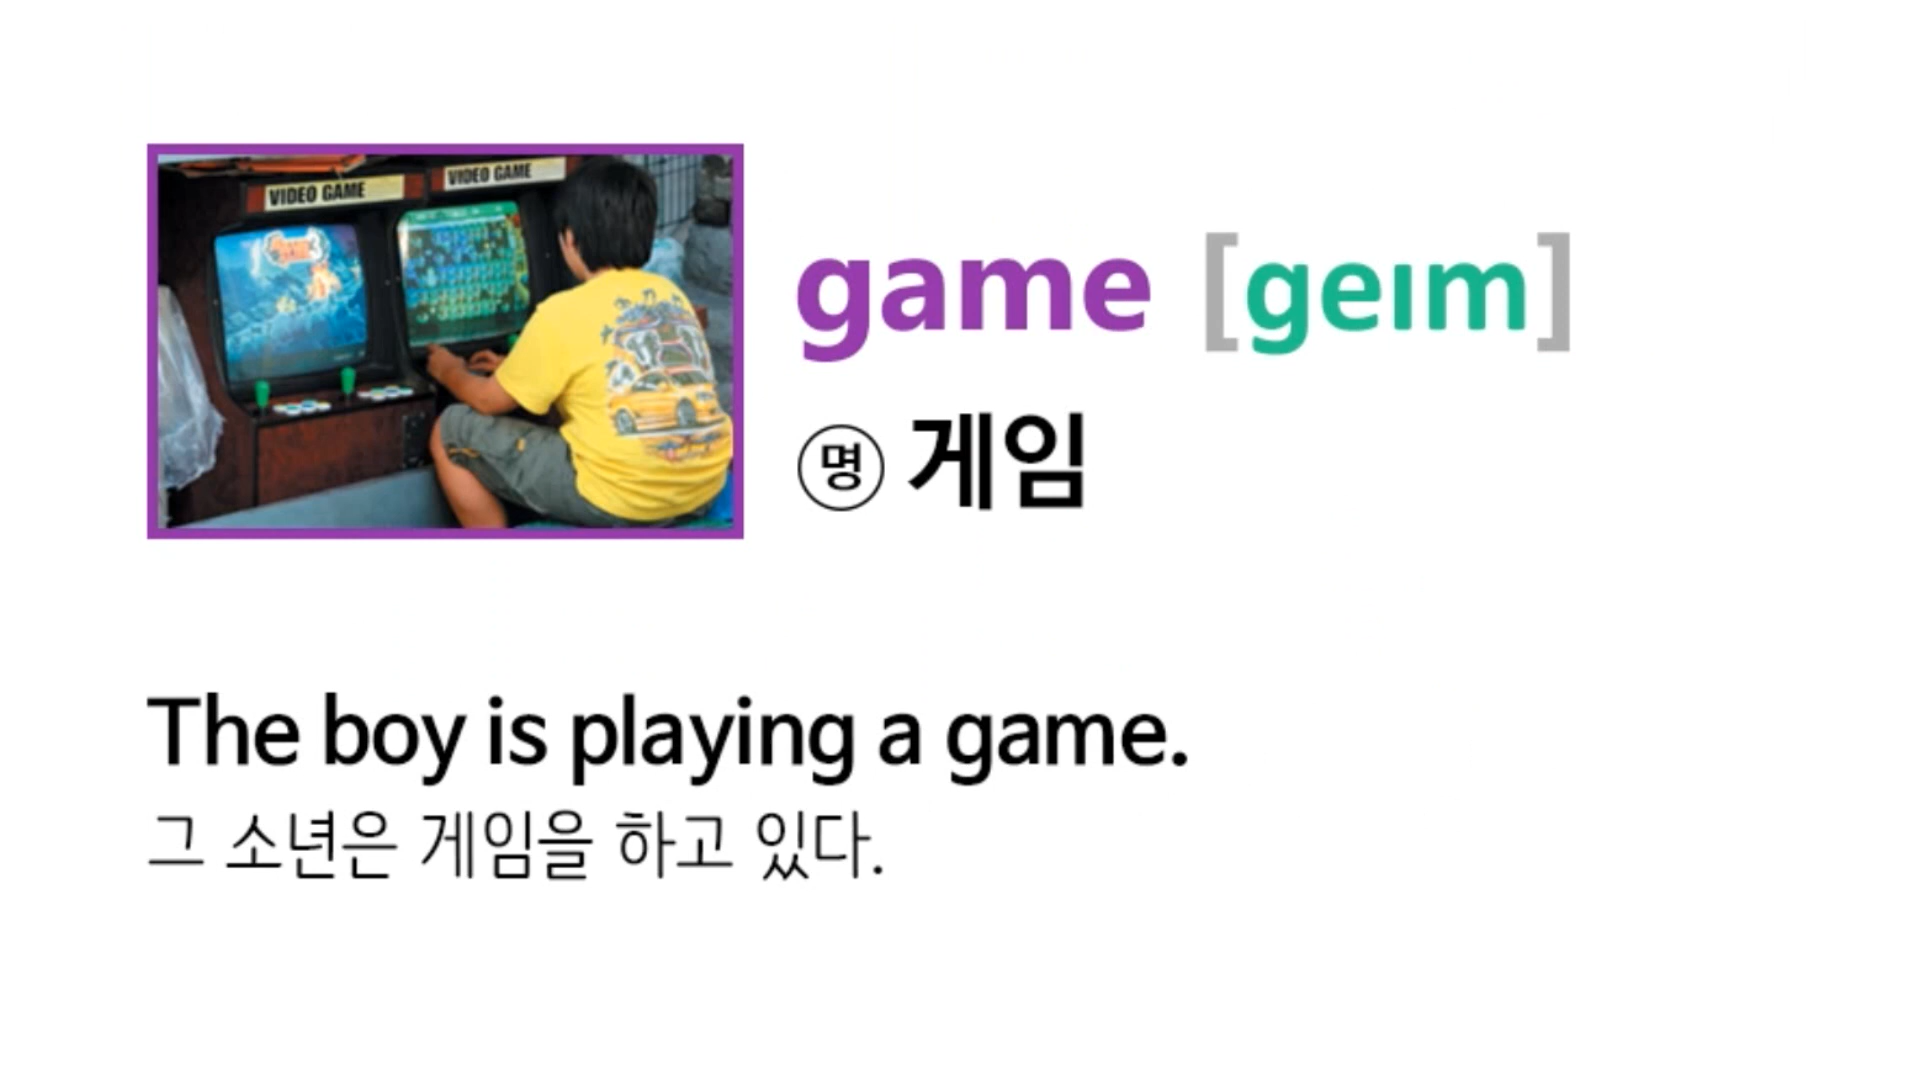 VIDEO GAME
VIDEO GAME
game [geım]
명 게임
The boy is playing a game.
그 소년은 게임을 하고 있다.